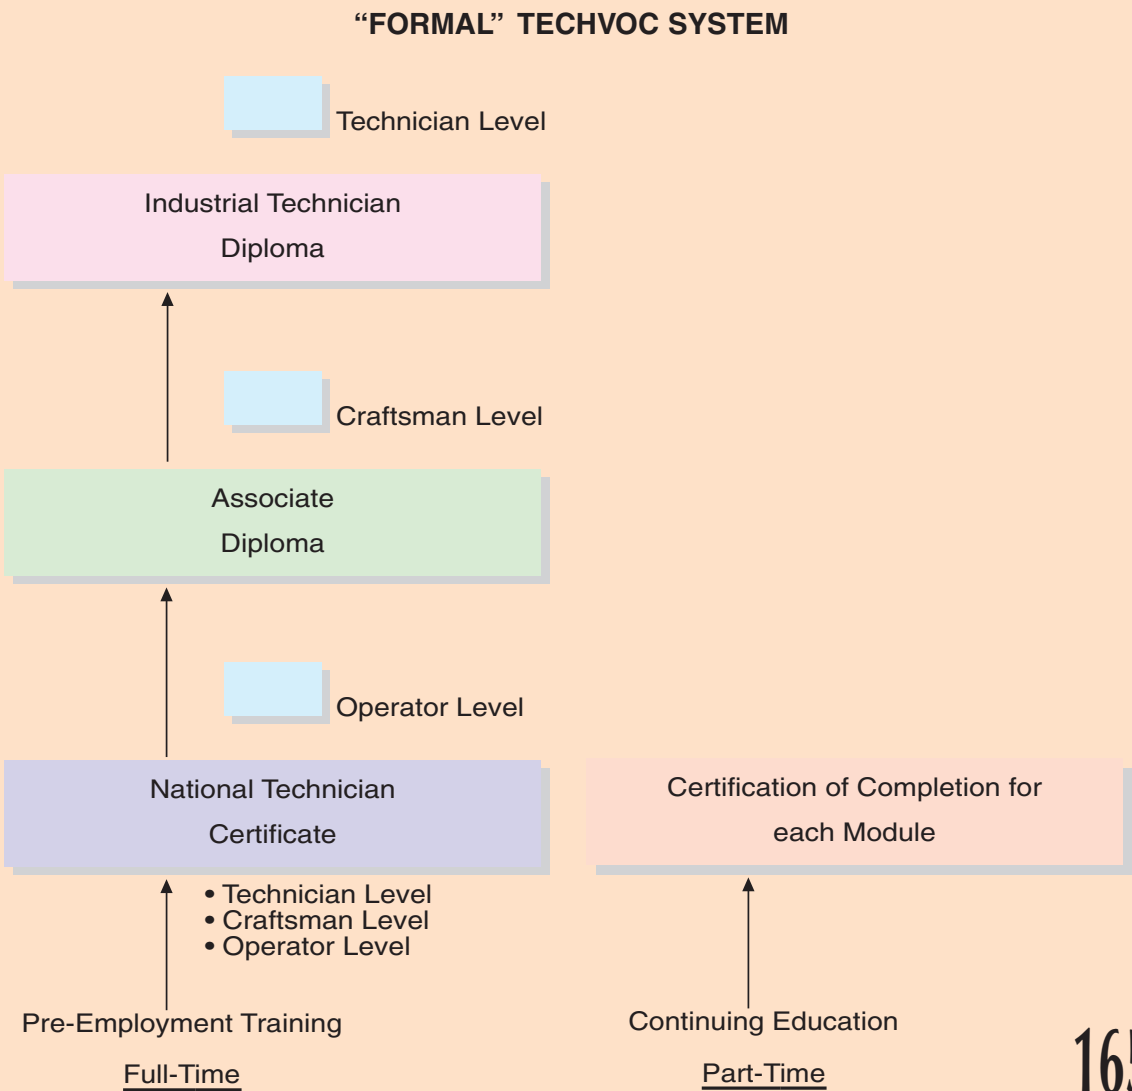 “FORMAL” TECHVOC SYSTEM
Technician Level
Industrial Technician
Diploma
Craftsman Level
Associate
Diploma
Operator Level
National Technician
Certificate
• Technician Level
• Craftsman Level
• Operator Level
Pre-Employment Training
Full-Time
Certification of Completion for
each Module
Continuing Education
Part-Time
165